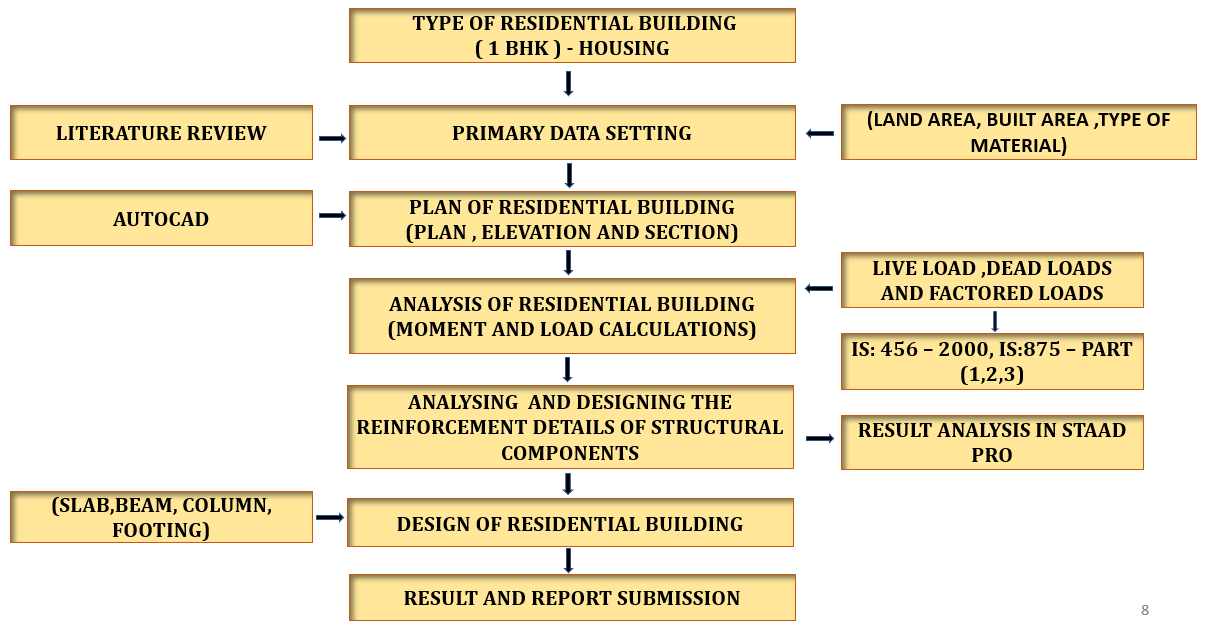 TYPE OF RESIDENTIAL BUILDING
( 1 BHK ) - HOUSING
LITERATURE REVIEW
PRIMARY DATA SETTING
(LAND AREA, BUILT AREA ,TYPE OF
MATERIAL)
AUTOCAD
PLAN OF RESIDENTIAL BUILDING
(PLAN , ELEVATION AND SECTION)
LIVE LOAD ,DEAD LOADS
AND FACTORED LOADS
ANALYSIS OF RESIDENTIAL BUILDING
(MOMENT AND LOAD CALCULATIONS)
IS: 456 – 2000, IS:875 – PART
(1,2,3)
ANALYSING AND DESIGNING THE
REINFORCEMENT DETAILS OF STRUCTURAL
COMPONENTS
RESULT ANALYSIS IN STAAD
PRO
(SLAB,BEAM, COLUMN,
FOOTING)
DESIGN OF RESIDENTIAL BUILDING
RESULT AND REPORT SUBMISSION
8